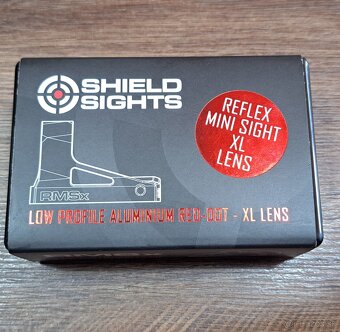 SHIELD
SIGHTS
REFLEX
MINI SIGHT
XL
LENS
RMSx
LOW PROFILE ALUMINIUM RED-DOT - XL LENS